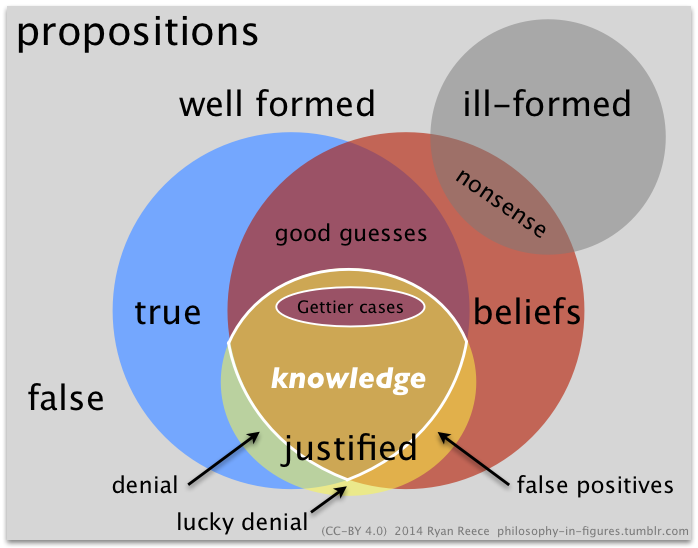 propositions
well formed
ill-formed
nonsense
good guesses
true
Gettier cases
beliefs
knowledge
false
justified
denial
false positives
lucky denial
(CC-BY 4.0) 2014 Ryan Reece philosophy-in-figures.tumblr.com